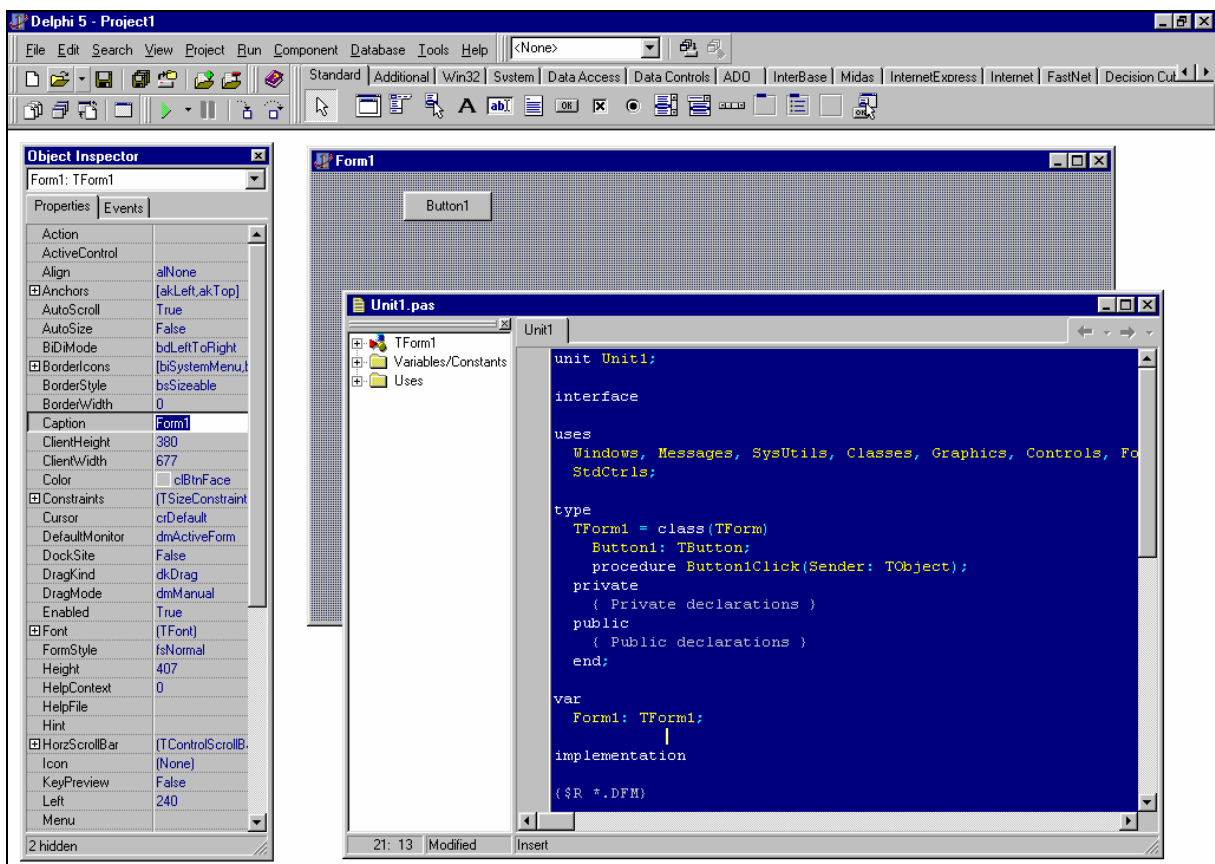 Delphi 5 - Project1
File Edit Search View Project Run Component Database Tools Help <None>
Standard Additional Win32 System Data Access Data Controls ADO InterBase Midas InternetExpress Internet FastNet Decision Cub
A abI OK
OK
Object Inspector
Form1: TForm1
Properties Events
Action
ActiveControl
Align alNone
Anchors [akLeft,akTop]
AutoScroll True
AutoSize False
BiDiMode bdLeftToRight
BorderIcons [biSystemMenu,
BorderStyle bsSizeable
BorderWidth 0
Caption Form1
ClientHeight 380
ClientWidth 677
Color clBtnFace
Constraints (TSizeConstraint
Cursor crDefault
DefaultMonitor dmActiveForm
DockSite False
DragKind dkDrag
DragMode dmManual
Enabled True
Font (TFont)
FormStyle fsNormal
Height 407
HelpContext 0
HelpFile
Hint
HorzScrollBar (TControlScrollB
Icon (None)
KeyPreview False
Left 240
Menu
2 hidden
Form1
Button1
Unit1.pas
TForm1
Variables/Constants
Uses
Unit1
unit Unit1;
interface
uses
Windows, Messages, SysUtils, Classes, Graphics, Controls, Fo
StdCtrls;
type
TForm1 = class(TForm)
Button1: TButton;
procedure Button1Click(Sender: TObject);
private
{ Private declarations }
public
{ Public declarations }
end;
var
Form1: TForm1;
implementation
{$R *.DFM}
21: 13 Modified Insert